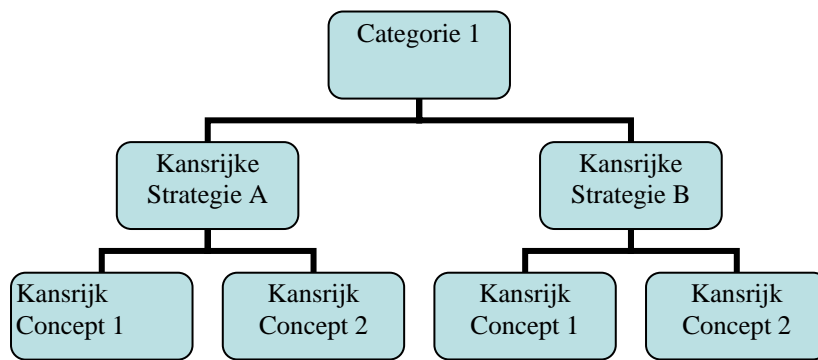 Categorie 1
Kansrijke
Strategie A
Kansrijke
Strategie B
Kansrijk
Concept 1
Kansrijk
Concept 2
Kansrijk
Concept 1
Kansrijk
Concept 2